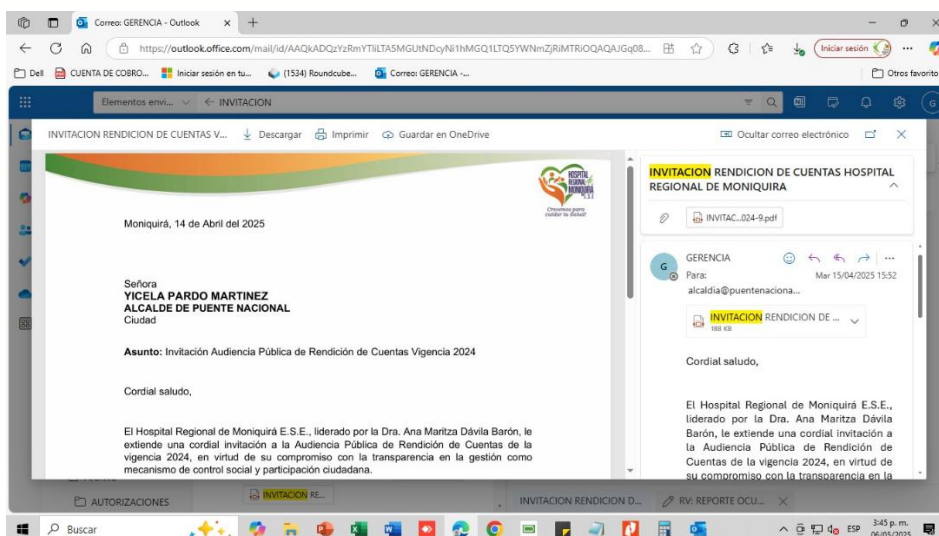 Correo: GERENCIA - Outlook
https://outlook.office.com/mail/id/AAQkADQzYzRmYTliLTA5MGUtNDcyNi1hMGQ1LTQ5YWNmZjRiMTRiOQAQAJGq08...
Iniciar sesión
Dell
CUENTA DE COBRO...
Iniciar sesión en tu...
(1534) Roundcube...
Correo: GERENCIA -...
Otros favorito
Elementos envi...
INVITACION
INVITACION RENDICION DE CUENTAS V...
Descargar
Imprimir
Guardar en OneDrive
Ocultar correo electrónico
HOSPITAL
REGIONAL
MONIQUIRÁ
E.S.E
Crecemos para
cuidar tu Salud!
Moniquirá, 14 de Abril del 2025
Señora
YICELA PARDO MARTINEZ
ALCALDE DE PUENTE NACIONAL
Ciudad
Asunto: Invitación Audiencia Pública de Rendición de Cuentas Vigencia 2024
Cordial saludo,
El Hospital Regional de Moniquirá E.S.E., liderado por la Dra. Ana Maritza Dávila Barón, le
extiende una cordial invitación a la Audiencia Pública de Rendición de Cuentas de la
vigencia 2024, en virtud de su compromiso con la transparencia en la gestión como
mecanismo de control social y participación ciudadana.
INVITACION RENDICION DE CUENTAS HOSPITAL
REGIONAL DE MONIQUIRA
INVITAC...024-9.pdf
G
GERENCIA
Para:
Mar 15/04/2025 15:52
alcaldia@puentenaciona...
INVITACION RENDICION DE ...
188 KB
Cordial saludo,
El Hospital Regional de Moniquirá E.S.E.,
liderado por la Dra. Ana Maritza Dávila
Barón, le extiende una cordial invitación a
la Audiencia Pública de Rendición de
Cuentas de la vigencia 2024, en virtud de
su compromiso con la transparencia en la
AUTORIZACIONES
INVITACION RE...
INVITACION RENDICION D...
RV: REPORTE OCU...
Buscar
ESP
3:45 p. m.
06/05/2025